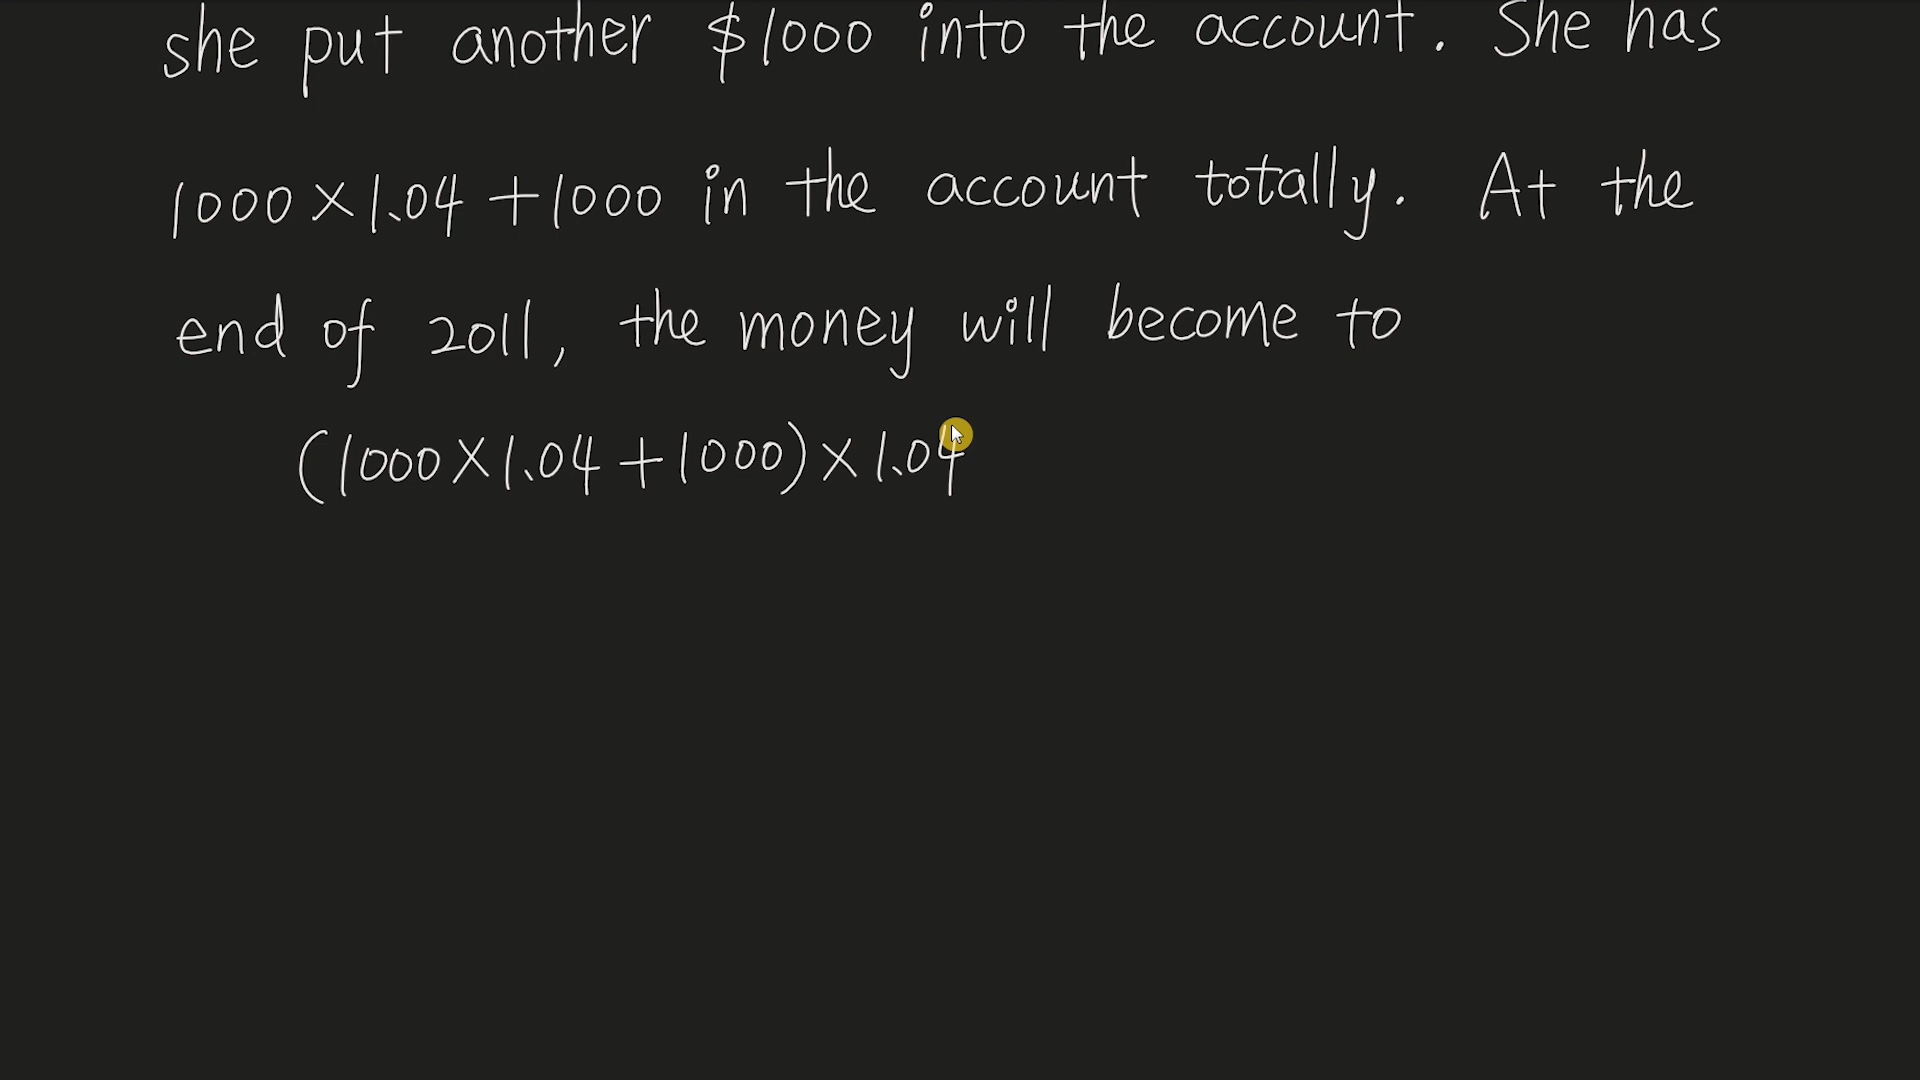 she put another $1000 into the account. She has
1000×1.04+1000 in the account totally. At the
end of 2011, the money will become to
(1000×1.04+1000)×1.04